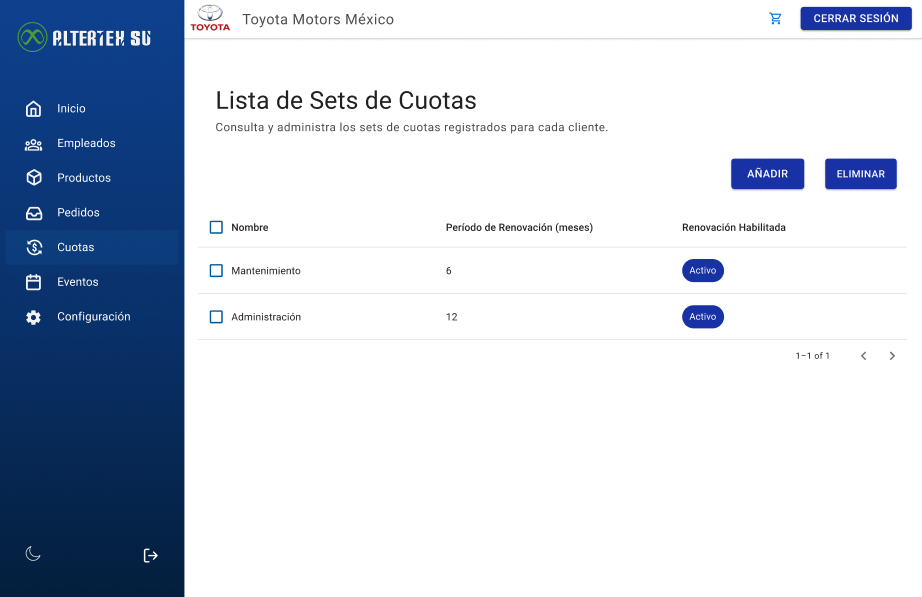 ALTERTEX SU
Inicio
Empleados
Productos
Pedidos
Cuotas
Eventos
Configuración
TOYOTA
Toyota Motors México
CERRAR SESIÓN
Lista de Sets de Cuotas
Consulta y administra los sets de cuotas registrados para cada cliente.
AÑADIR
ELIMINAR
Nombre Período de Renovación (meses) Renovación Habilitada
Mantenimiento 6 Activo
Administración 12 Activo
1–1 of 1